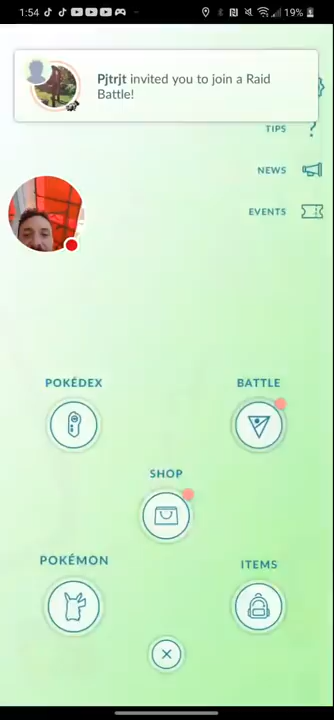 1:54
19%
Pjtrjt invited you to join a Raid
Battle!
TIPS
NEWS
EVENTS
POKÉDEX
BATTLE
SHOP
POKÉMON
ITEMS